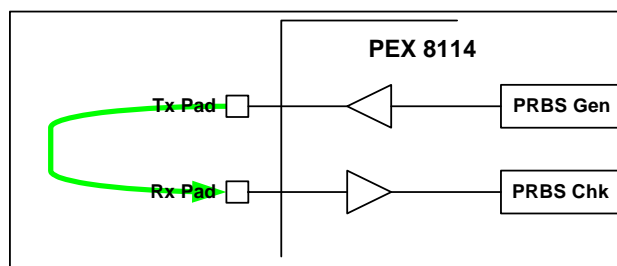 PEX 8114
Tx Pad
PRBS Gen
Rx Pad
PRBS Chk